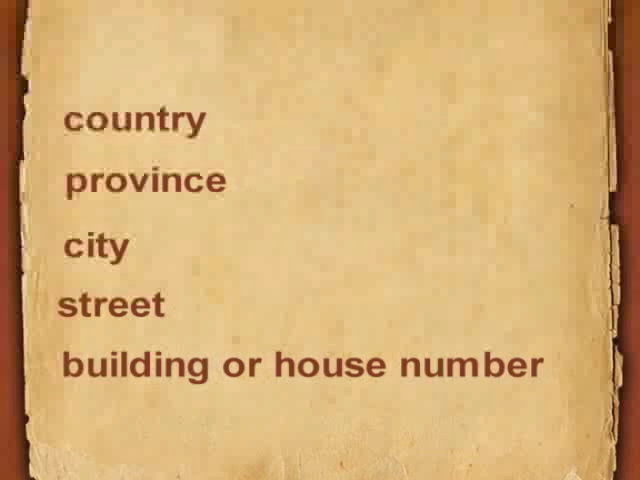 country
province
city
street
building or house number